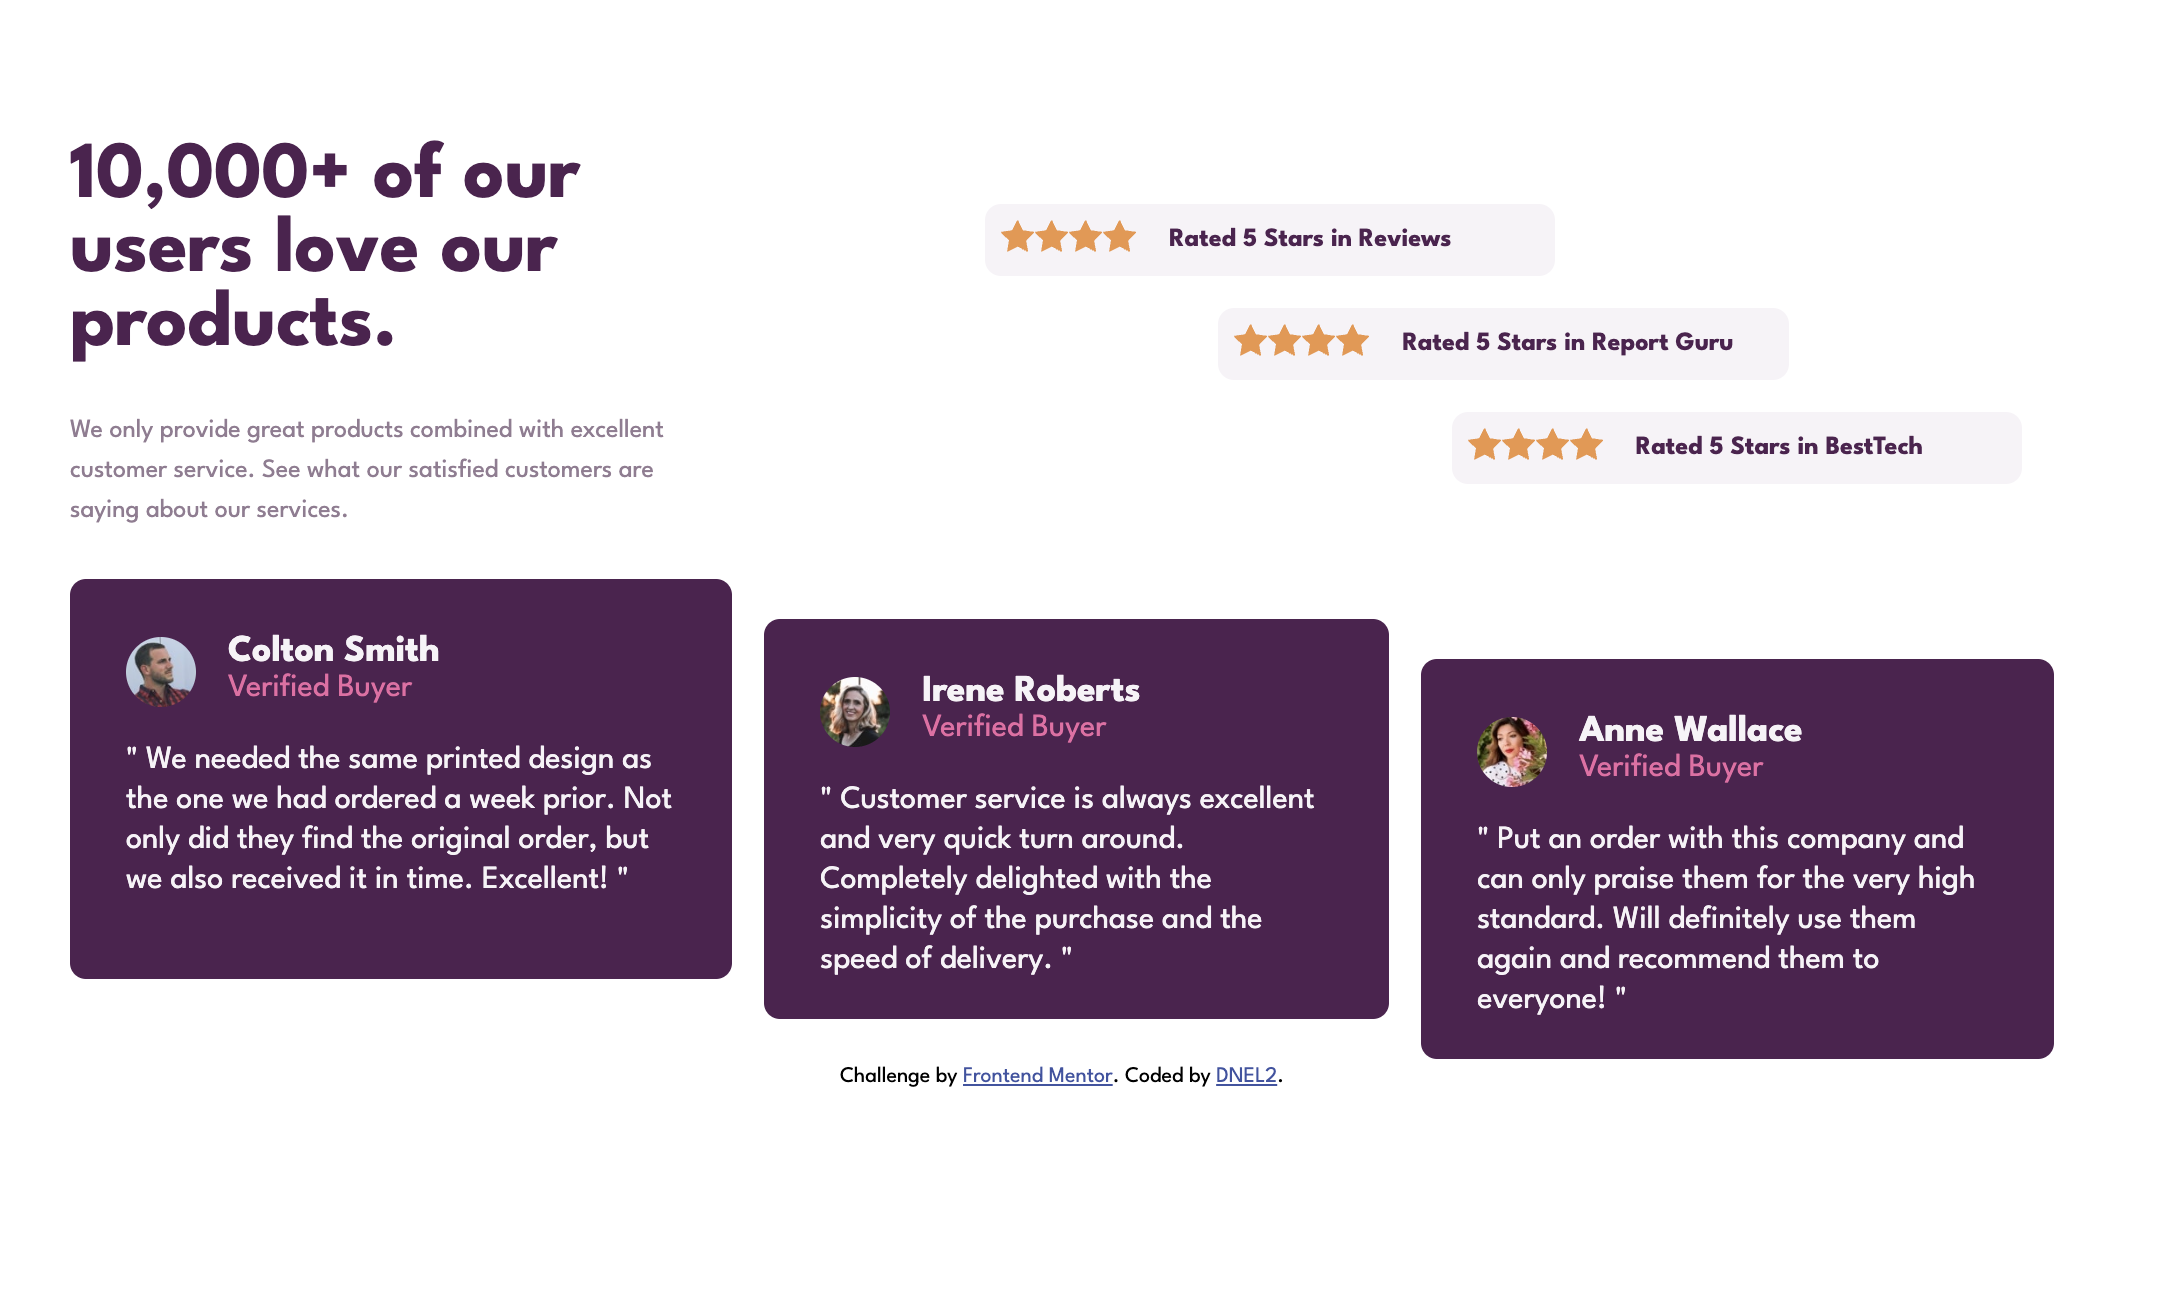 10,000+ of our
users love our
products.
We only provide great products combined with excellent
customer service. See what our satisfied customers are
saying about our services.
Rated 5 Stars in Reviews
Rated 5 Stars in Report Guru
Rated 5 Stars in BestTech
Colton Smith
Verified Buyer
" We needed the same printed design as
the one we had ordered a week prior. Not
only did they find the original order, but
we also received it in time. Excellent! "
Irene Roberts
Verified Buyer
" Customer service is always excellent
and very quick turn around.
Completely delighted with the
simplicity of the purchase and the
speed of delivery. "
Anne Wallace
Verified Buyer
" Put an order with this company and
can only praise them for the very high
standard. Will definitely use them
again and recommend them to
everyone! "
Challenge by Frontend Mentor. Coded by DNEL2.